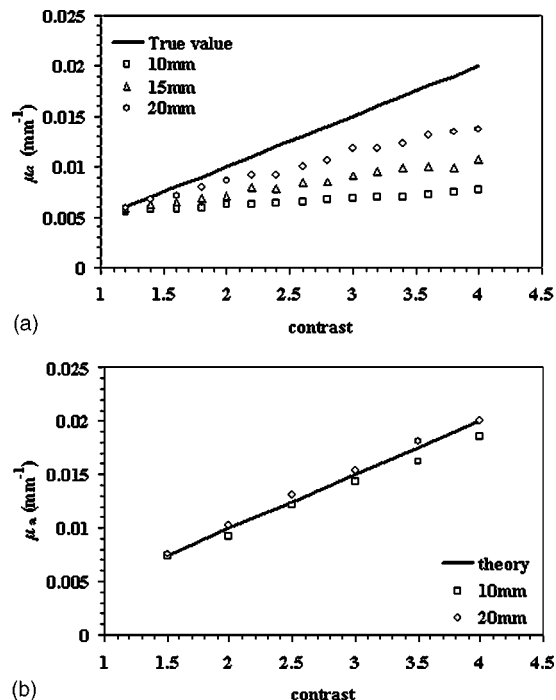 0.025
0.02
0.015
0.01
0.005
0
μa (mm-1)
True value
10mm
15mm
20mm
1 1.5 2 2.5 3 3.5 4 4.5
contrast
(a)
0.025
0.02
0.015
0.01
0.005
0
μa (mm-1)
theory
10mm
20mm
1 1.5 2 2.5 3 3.5 4 4.5
contrast
(b)